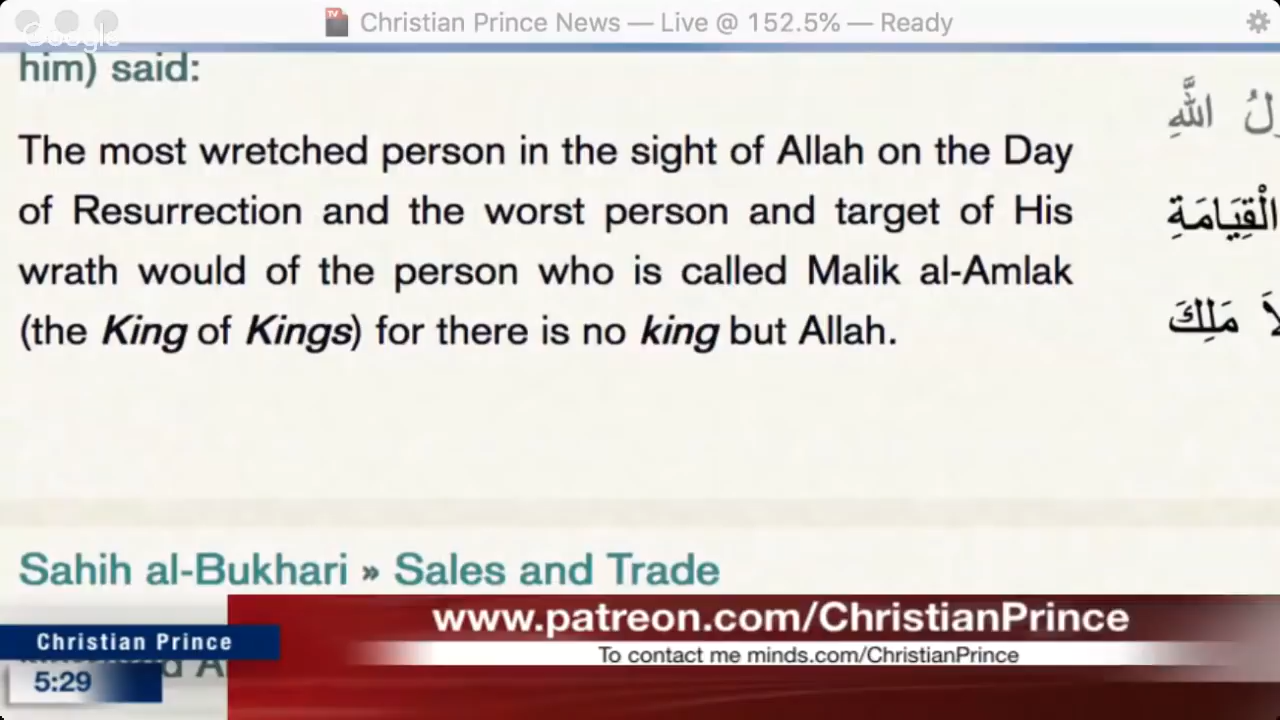 Christian Prince News — Live @ 152.5% — Ready
Google
him) said:
The most wretched person in the sight of Allah on the Day
of Resurrection and the worst person and target of His
wrath would of the person who is called Malik al-Amlak
(the King of Kings) for there is no king but Allah.
لُ اللَّهِ
الْقِيَامَةِ
لاَ مَلِكَ
Sahih al-Bukhari » Sales and Trade
www.patreon.com/ChristianPrince
Christian Prince
To contact me minds.com/ChristianPrince
5:29